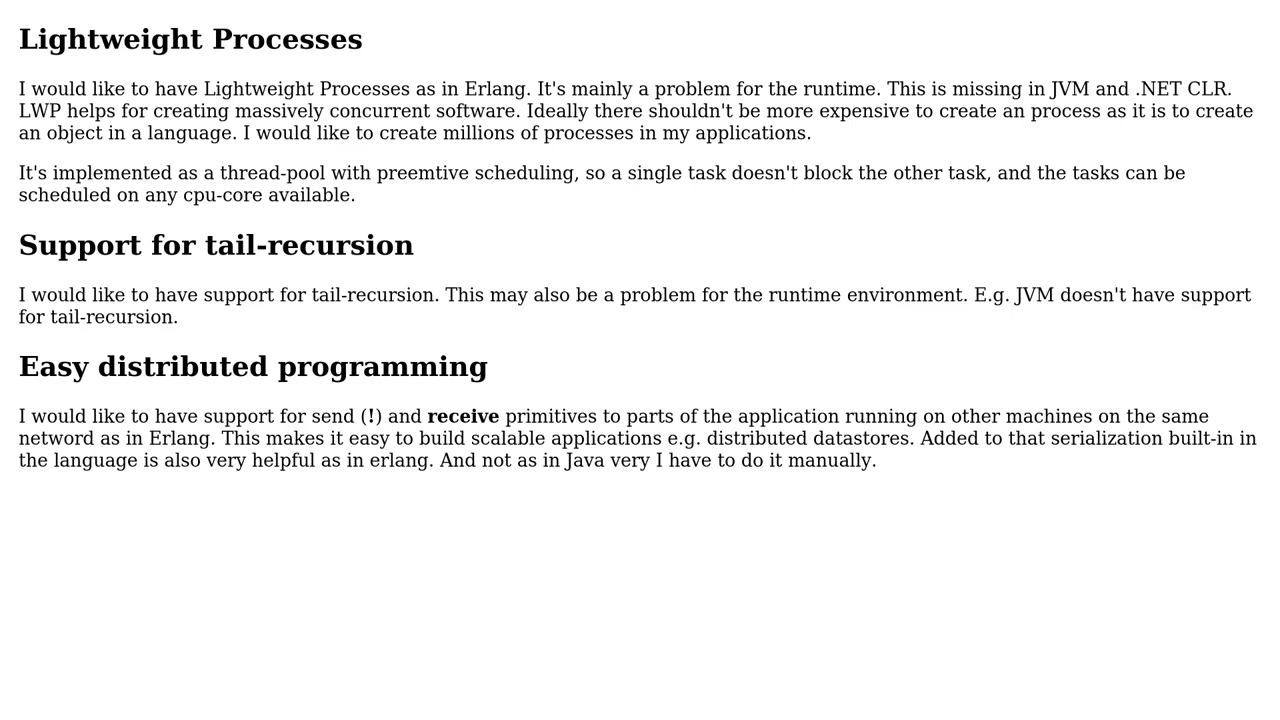 Lightweight Processes
I would like to have Lightweight Processes as in Erlang. It's mainly a problem for the runtime. This is missing in JVM and .NET CLR.
LWP helps for creating massively concurrent software. Ideally there shouldn't be more expensive to create an process as it is to create
an object in a language. I would like to create millions of processes in my applications.
It's implemented as a thread-pool with preemtive scheduling, so a single task doesn't block the other task, and the tasks can be
scheduled on any cpu-core available.
Support for tail-recursion
I would like to have support for tail-recursion. This may also be a problem for the runtime environment. E.g. JVM doesn't have support
for tail-recursion.
Easy distributed programming
I would like to have support for send (!) and receive primitives to parts of the application running on other machines on the same
netword as in Erlang. This makes it easy to build scalable applications e.g. distributed datastores. Added to that serialization built-in in
the language is also very helpful as in erlang. And not as in Java very I have to do it manually.